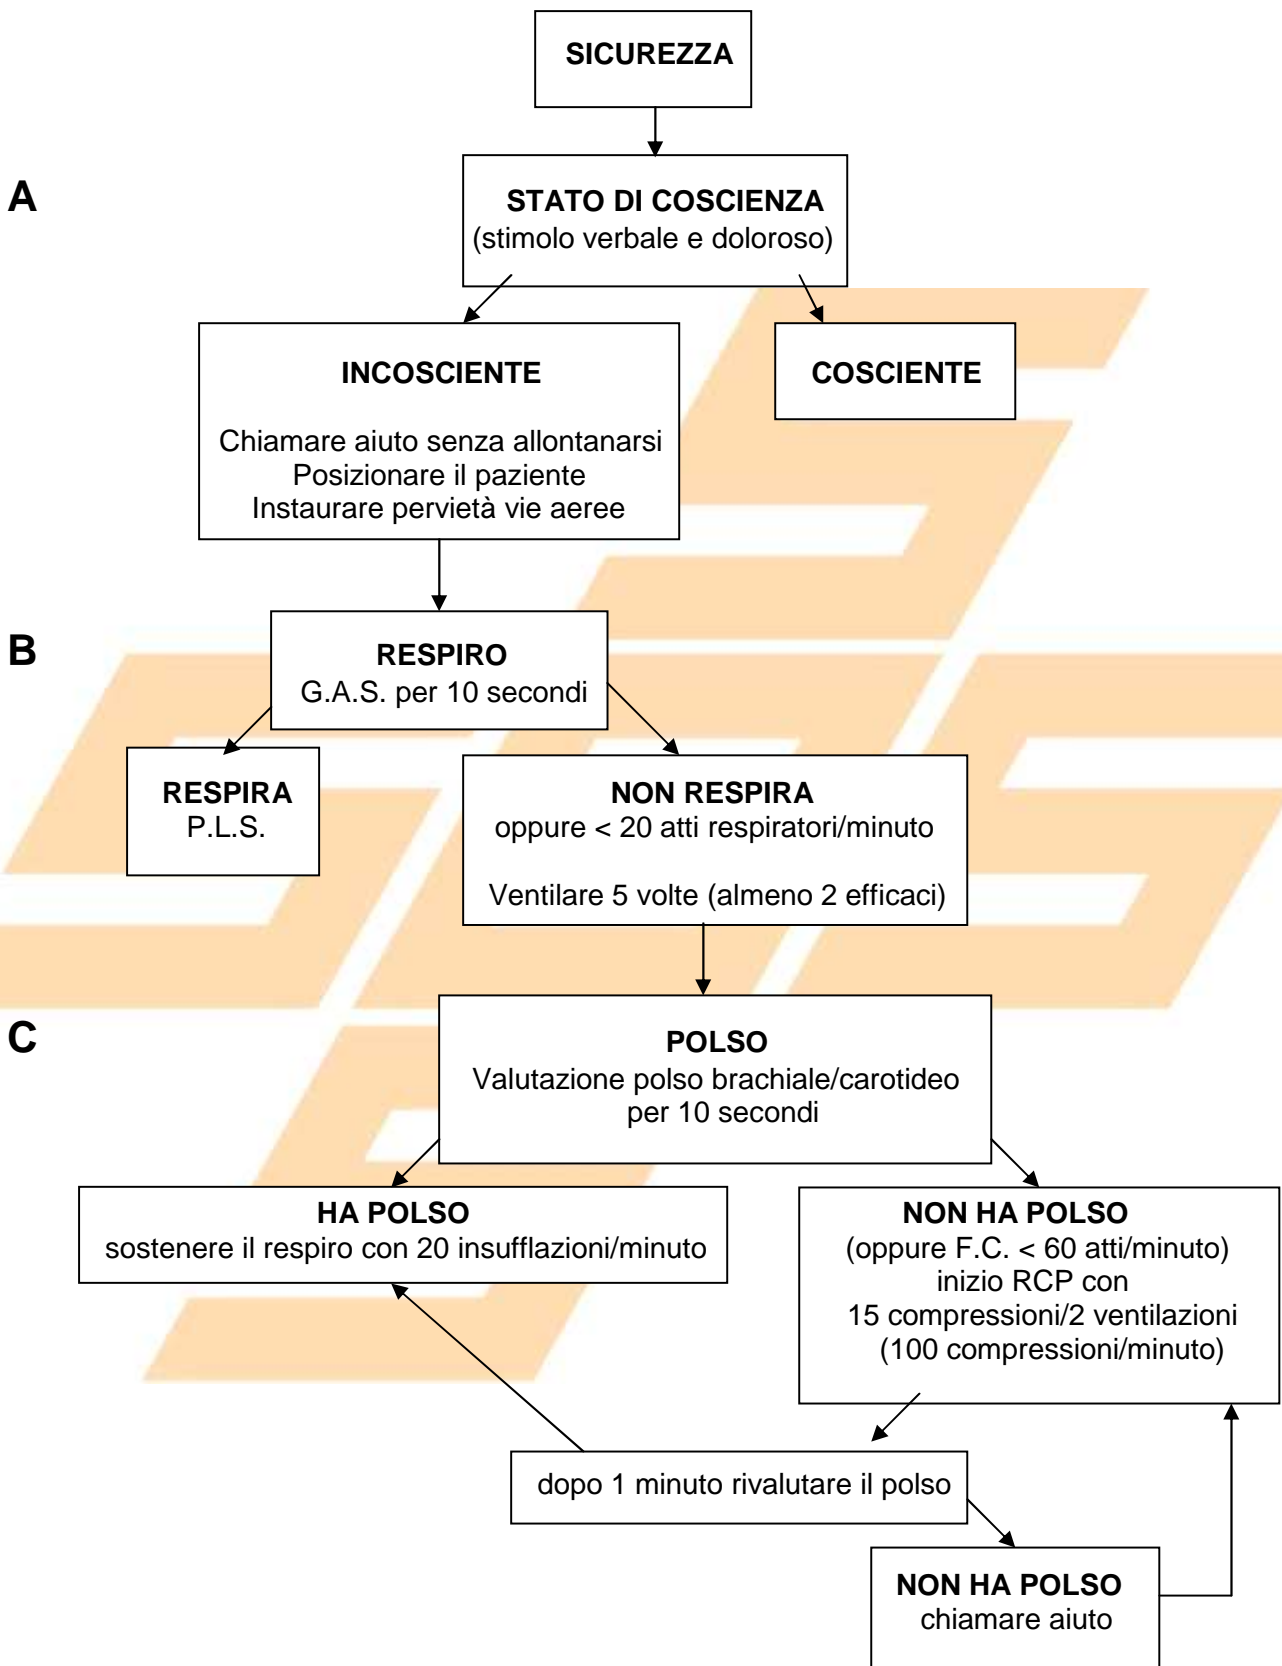 SICUREZZA
A
STATO DI COSCIENZA
(stimolo verbale e doloroso)
INCOSCIENTE
Chiamare aiuto senza allontanarsi
Posizionare il paziente
Instaurare pervietà vie aeree
COSCIENTE
B
RESPIRO
G.A.S. per 10 secondi
RESPIRA
P.L.S.
NON RESPIRA
oppure < 20 atti respiratori/minuto
Ventilare 5 volte (almeno 2 efficaci)
C
POLSO
Valutazione polso brachiale/carotideo
per 10 secondi
HA POLSO
sostenere il respiro con 20 insufflazioni/minuto
NON HA POLSO
(oppure F.C. < 60 atti/minuto)
inizio RCP con
15 compressioni/2 ventilazioni
(100 compressioni/minuto)
dopo 1 minuto rivalutare il polso
NON HA POLSO
chiamare aiuto